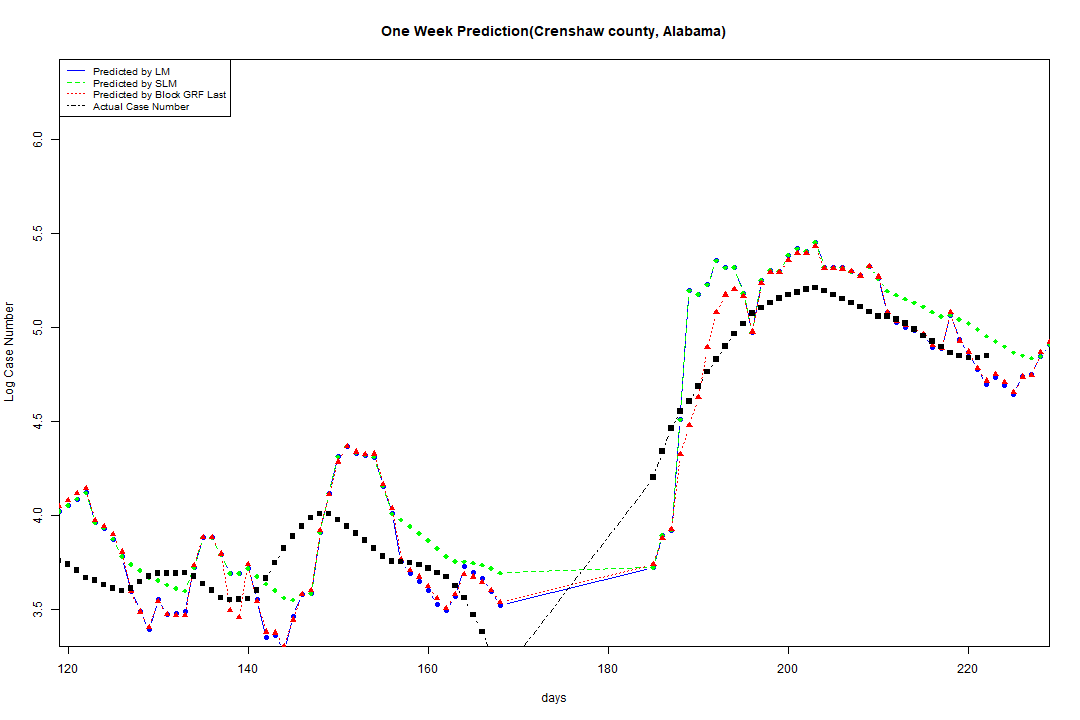 One Week Prediction(Crenshaw county, Alabama)
Predicted by LM
Predicted by SLM
Predicted by Block GRF Last
Actual Case Number
Log Case Number
6.0
5.5
5.0
4.5
4.0
3.5
120 140 160 180 200 220
days